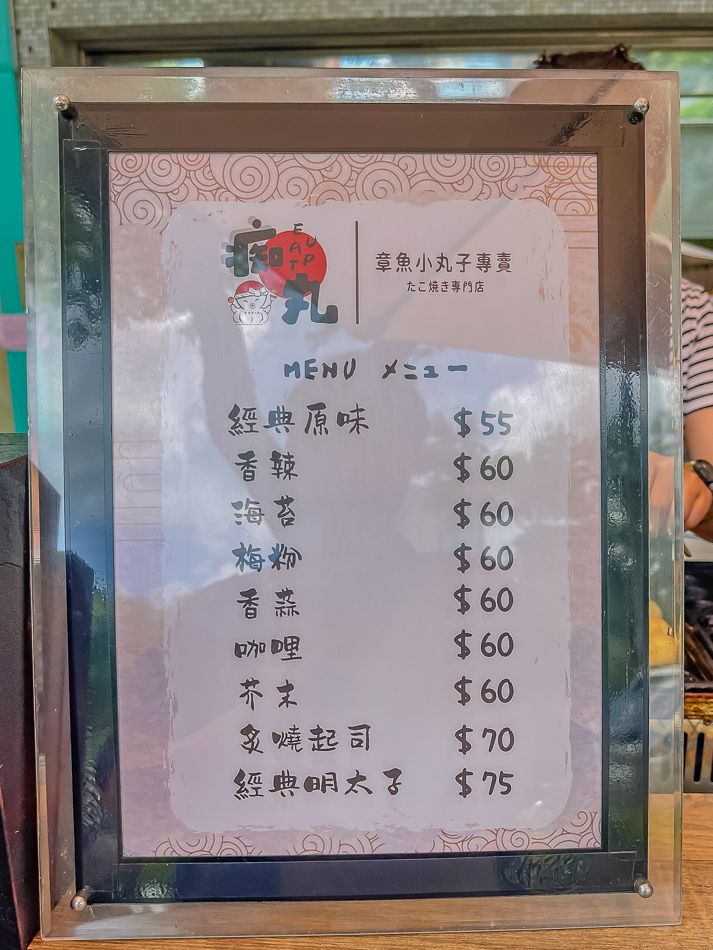 痴丸
EAT UP
章魚小丸子專賣
たこ焼き専門店
MENU メニュー
經典原味 $55
香辣 $60
海苔 $60
梅粉 $60
香蒜 $60
咖哩 $60
芥末 $60
炙燒起司 $70
經典明太子 $75